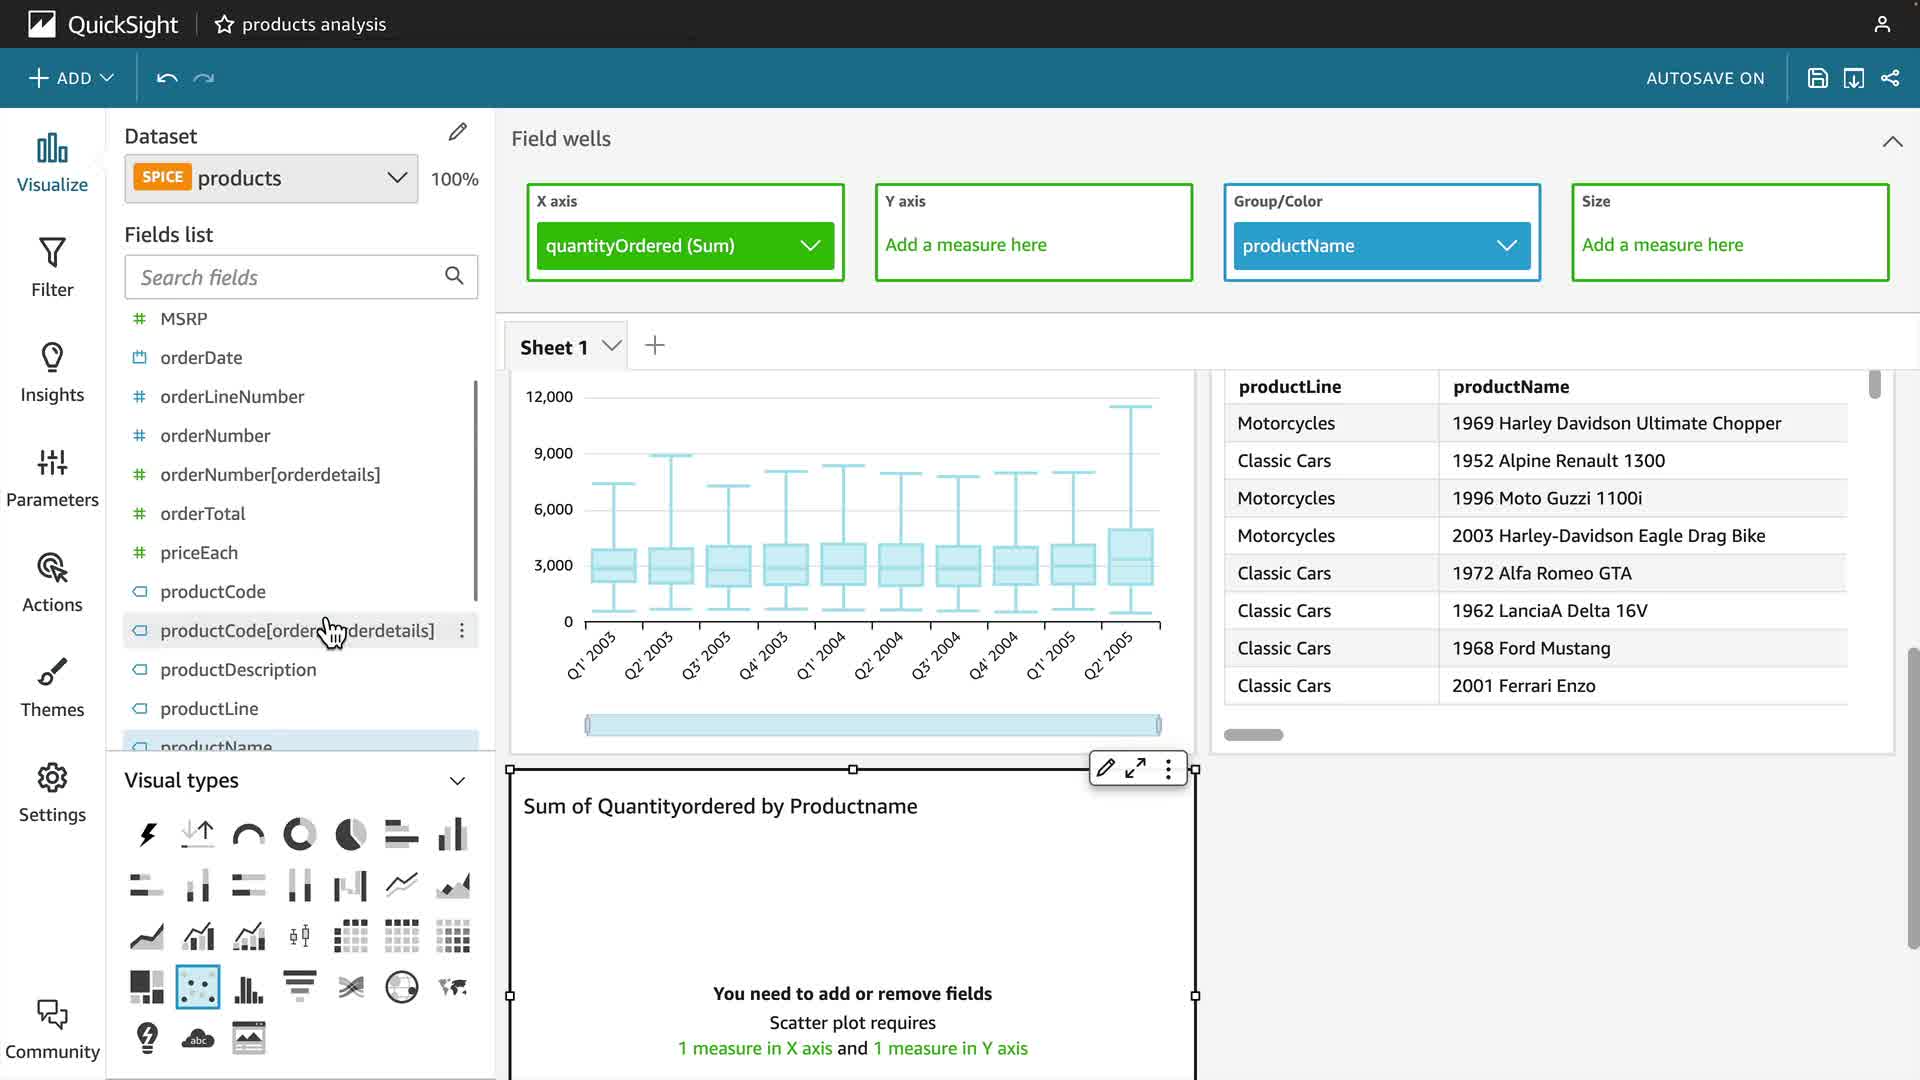 QuickSight
products analysis
ADD
AUTOSAVE ON
Visualize
Filter
Insights
Parameters
Actions
Themes
Settings
Community
Dataset
SPICE products
100%
Fields list
Search fields
MSRP
orderDate
orderLineNumber
orderNumber
orderNumber[orderdetails]
orderTotal
priceEach
productCode
productCode[order derdetails]
productDescription
productLine
productName
Visual types
abc
Field wells
X axis
quantityOrdered (Sum)
Y axis
Add a measure here
Group/Color
productName
Size
Add a measure here
Sheet 1
12,000
9,000
6,000
3,000
0
Q1' 2003
Q2' 2003
Q3' 2003
Q4' 2003
Q1' 2004
Q2' 2004
Q3' 2004
Q4' 2004
Q1' 2005
Q2' 2005
productLine productName
Motorcycles 1969 Harley Davidson Ultimate Chopper
Classic Cars 1952 Alpine Renault 1300
Motorcycles 1996 Moto Guzzi 1100i
Motorcycles 2003 Harley-Davidson Eagle Drag Bike
Classic Cars 1972 Alfa Romeo GTA
Classic Cars 1962 LanciaA Delta 16V
Classic Cars 1968 Ford Mustang
Classic Cars 2001 Ferrari Enzo
Sum of Quantityordered by Productname
You need to add or remove fields
Scatter plot requires
1 measure in X axis and 1 measure in Y axis